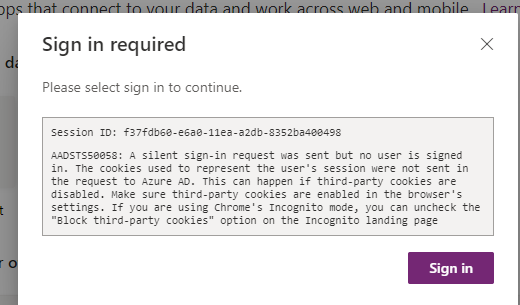 ops that connect to your data and work across web and mobile. Learn
Sign in required
da
Please select sign in to continue.
Session ID: f37fdb60-e6a0-11ea-a2db-8352ba400498
AADSTS50058: A silent sign-in request was sent but no user is signed
in. The cookies used to represent the user's session were not sent in
the request to Azure AD. This can happen if third-party cookies are
disabled. Make sure third-party cookies are enabled in the browser's
settings. If you are using Chrome's Incognito mode, you can uncheck the
"Block third-party cookies" option on the Incognito landing page
t
r o
Sign in